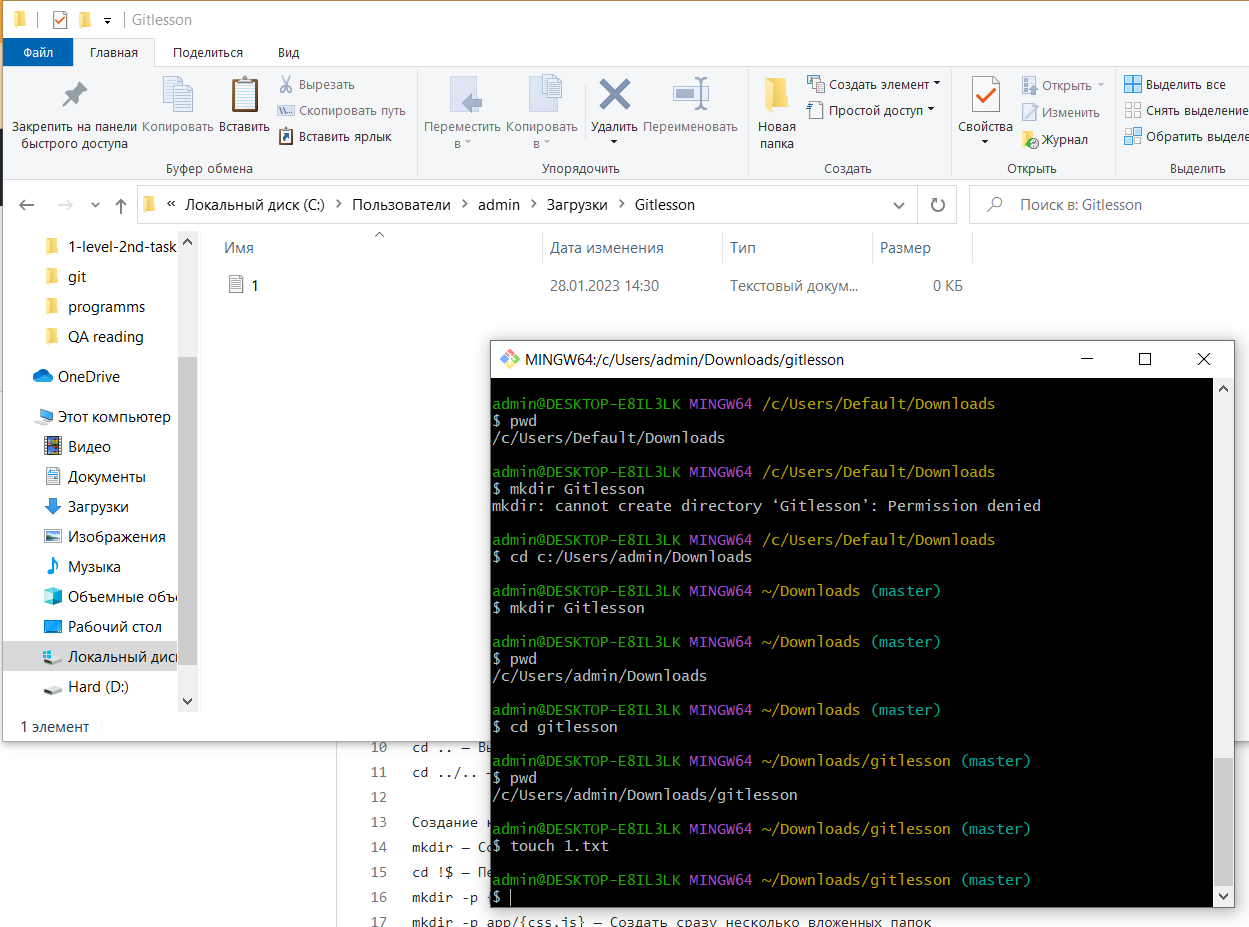 Gitlesson
Файл Главная Поделиться Вид
Закрепить на панели быстрого доступа
Копировать
Вставить
Вырезать
Скопировать путь
Вставить ярлык
Буфер обмена
Переместить в
Копировать в
Удалить
Переименовать
Упорядочить
Новая папка
Создать элемент
Простой доступ
Создать
Свойства
Открыть
Изменить
Журнал
Открыть
Выделить все
Снять выделение
Обратить выделе
Выделить
« Локальный диск (C:) > Пользователи > admin > Загрузки > Gitlesson
Поиск в: Gitlesson
1-level-2nd-task
git
programms
QA reading
OneDrive
Этот компьютер
Видео
Документы
Загрузки
Изображения
Музыка
Объемные объ
Рабочий стол
Локальный дис
Hard (D:)
Имя Дата изменения Тип Размер
1 28.01.2023 14:30 Текстовый докум... 0 КБ
1 элемент
MINGW64:/c/Users/admin/Downloads/gitlesson
admin@DESKTOP-E8IL3LK MINGW64 /c/Users/Default/Downloads
$ pwd
/c/Users/Default/Downloads
admin@DESKTOP-E8IL3LK MINGW64 /c/Users/Default/Downloads
$ mkdir Gitlesson
mkdir: cannot create directory ‘Gitlesson’: Permission denied
admin@DESKTOP-E8IL3LK MINGW64 /c/Users/Default/Downloads
$ cd c:/Users/admin/Downloads
admin@DESKTOP-E8IL3LK MINGW64 ~/Downloads (master)
$ mkdir Gitlesson
admin@DESKTOP-E8IL3LK MINGW64 ~/Downloads (master)
$ pwd
/c/Users/admin/Downloads
admin@DESKTOP-E8IL3LK MINGW64 ~/Downloads (master)
$ cd gitlesson
admin@DESKTOP-E8IL3LK MINGW64 ~/Downloads/gitlesson (master)
$ pwd
/c/Users/admin/Downloads/gitlesson
admin@DESKTOP-E8IL3LK MINGW64 ~/Downloads/gitlesson (master)
$ touch 1.txt
admin@DESKTOP-E8IL3LK MINGW64 ~/Downloads/gitlesson (master)
$
10 cd .. — Вы
11 cd ../.. —
12
13 Создание
14 mkdir — Со
15 cd !$ — Пе
16 mkdir -p
17 mkdir -p app/{css,js} — Создать сразу несколько вложенных папок